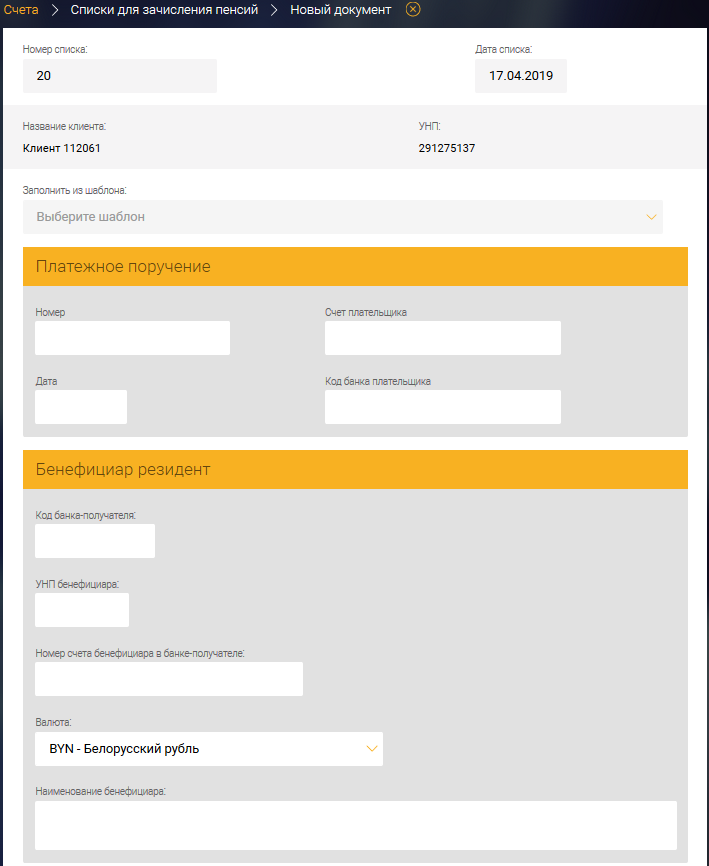 Счета > Списки для зачисления пенсий > Новый документ
Номер списка: Дата списка:
20 17.04.2019
Название клиента: УНП:
Клиент 112061 291275137
Заполнить из шаблона:
Выберите шаблон
Платежное поручение
Номер Счет плательщика
Дата Код банка плательщика
Бенефициар резидент
Код банка-получателя:
УНП бенефициара:
Номер счета бенефициара в банке-получателе:
Валюта:
BYN - Белорусский рубль
Наименование бенефициара: